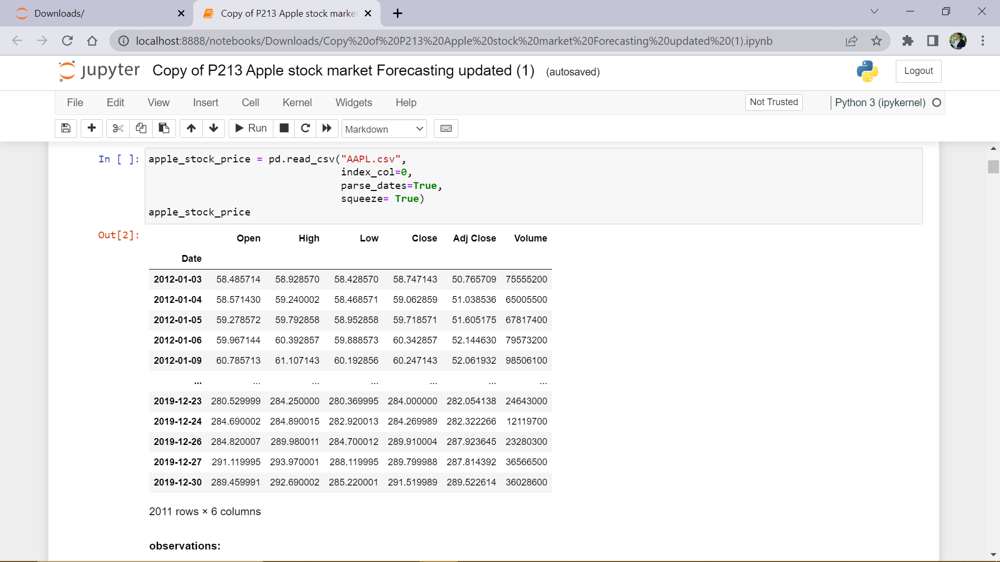 Downloads/
Copy of P213 Apple stock market
localhost:8888/notebooks/Downloads/Copy%20of%20P213%20Apple%20stock%20market%20Forecasting%20updated%20(1).ipynb
jupyter Copy of P213 Apple stock market Forecasting updated (1) (autosaved)
Logout
File Edit View Insert Cell Kernel Widgets Help
Not Trusted
Python 3 (ipykernel)
Run
Markdown
In [ ]: apple_stock_price = pd.read_csv("AAPL.csv",
index_col=0,
parse_dates=True,
squeeze= True)
apple_stock_price
Out[2]:
Open High Low Close Adj Close Volume
Date
2012-01-03 58.485714 58.928570 58.428570 58.747143 50.765709 75555200
2012-01-04 58.571430 59.240002 58.468571 59.062859 51.038536 65005500
2012-01-05 59.278572 59.792858 58.952858 59.718571 51.605175 67817400
2012-01-06 59.967144 60.392857 59.888573 60.342857 52.144630 79573200
2012-01-09 60.785713 61.107143 60.192856 60.247143 52.061932 98506100
... ... ... ... ... ... ...
2019-12-23 280.529999 284.250000 280.369995 284.000000 282.054138 24643000
2019-12-24 284.690002 284.890015 282.920013 284.269989 282.322266 12119700
2019-12-26 284.820007 289.980011 284.700012 289.910004 287.923645 23280300
2019-12-27 291.119995 293.970001 288.119995 289.799988 287.814392 36566500
2019-12-30 289.459991 292.690002 285.220001 291.519989 289.522614 36028600
2011 rows × 6 columns
observations: